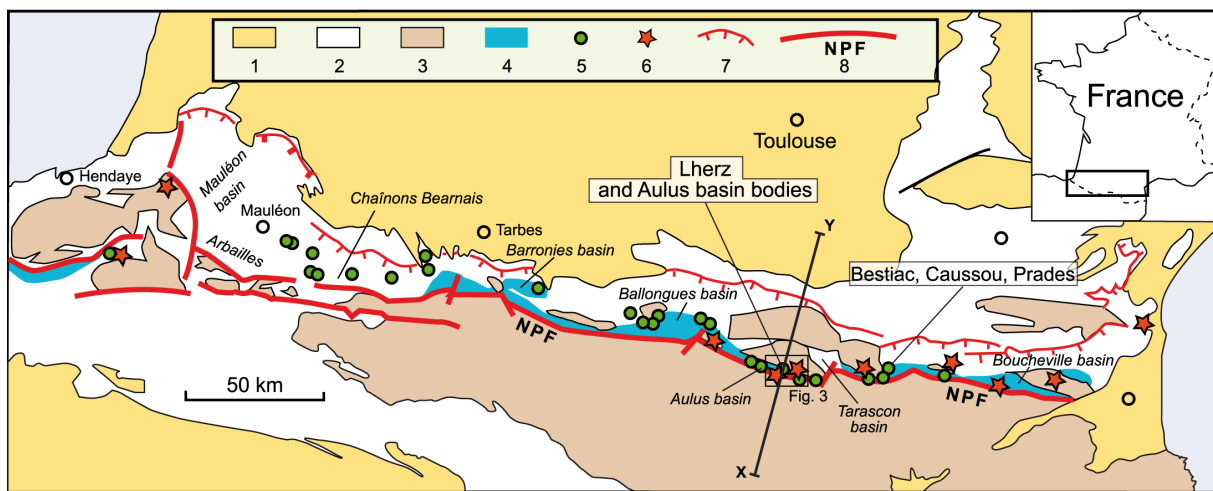 NPF
1 2 3 4 5 6 7 8
France
Toulouse
Lherz
and Aulus basin bodies
Hendaye
Mauléon
basin
Mauléon
Chaînons Bearnais
Tarbes
Barronies basin
Arbailles
Y
Bestiac, Caussou, Prades
Ballongues basin
NPF
Boucheville basin
50 km
Aulus basin
Fig. 3
Tarascon
basin
NPF
X